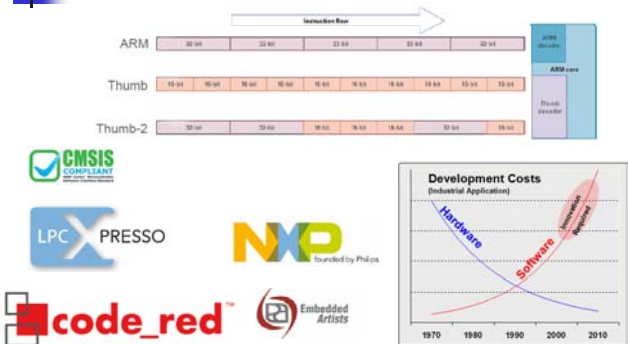 Instruction flow
ARM 32-bit 32-bit 32-bit 32-bit 32-bit
ARM decoder
ARM core
Thumb 16-bit 16-bit 16-bit 16-bit 16-bit 16-bit 16-bit 16-bit 16-bit 16-bit
Thumb decoder
Thumb-2 32-bit 32-bit 16-bit 16-bit 16-bit 32-bit 16-bit
CMSIS
COMPLIANT
LPC XPRESSO
NXP
founded by Philips
code_red™
Embedded
Artists
Development Costs
(Industrial Application)
Hardware
Software
Innovation
Required
1970 1980 1990 2000 2010